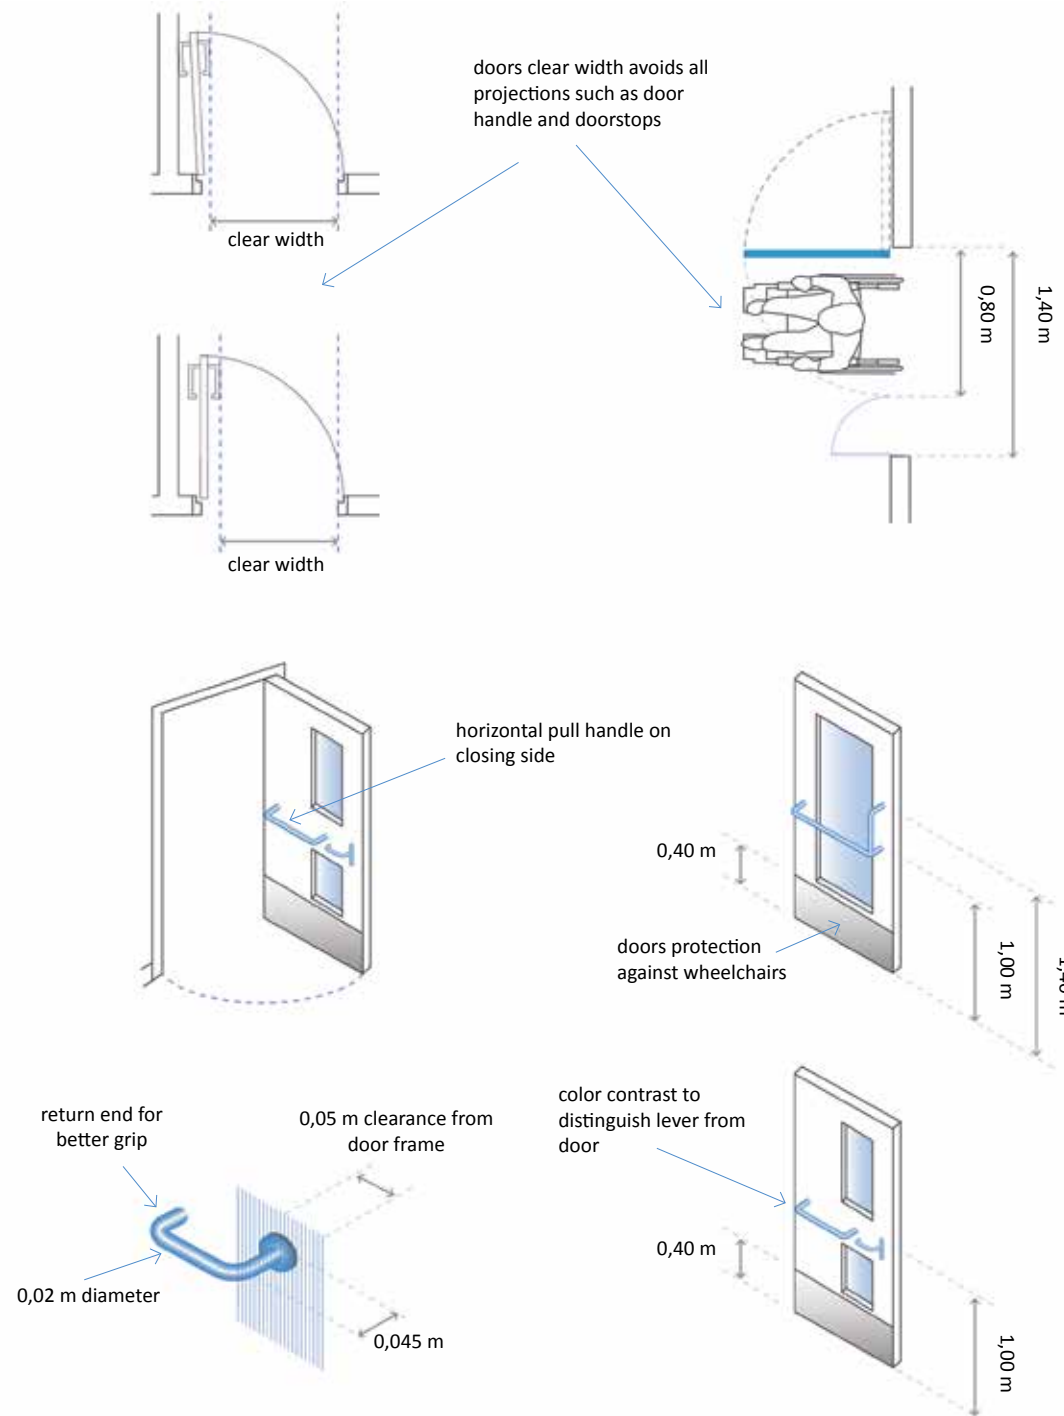 doors clear width avoids all
projections such as door
handle and doorstops
clear width
0,80 m
1,40 m
clear width
horizontal pull handle on
closing side
0,40 m
doors protection
against wheelchairs
1,00 m
1,40 m
return end for
better grip
0,05 m clearance from
door frame
0,02 m diameter
0,045 m
color contrast to
distinguish lever from
door
0,40 m
1,00 m